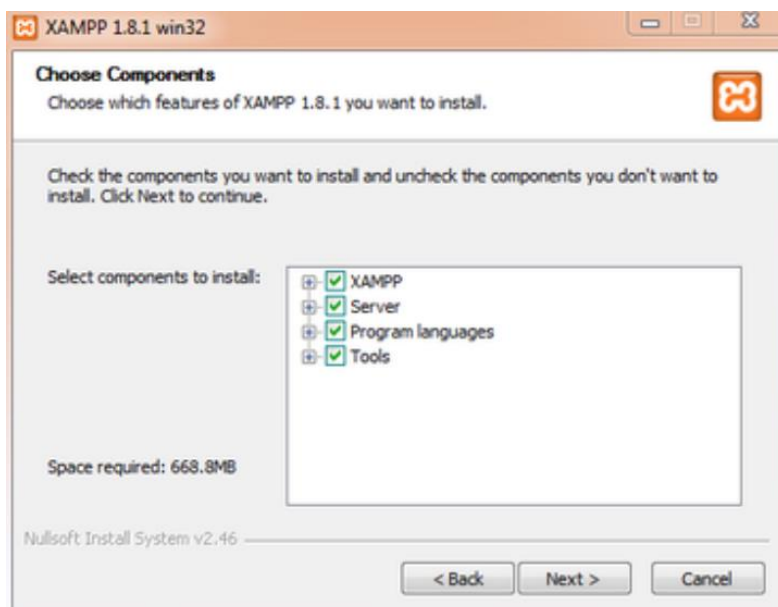 XAMPP 1.8.1 win32
Choose Components
Choose which features of XAMPP 1.8.1 you want to install.
Check the components you want to install and uncheck the components you don't want to
install. Click Next to continue.
Select components to install:
XAMPP
Server
Program languages
Tools
Space required: 668.8MB
Nullsoft Install System v2.46
< Back
Next >
Cancel